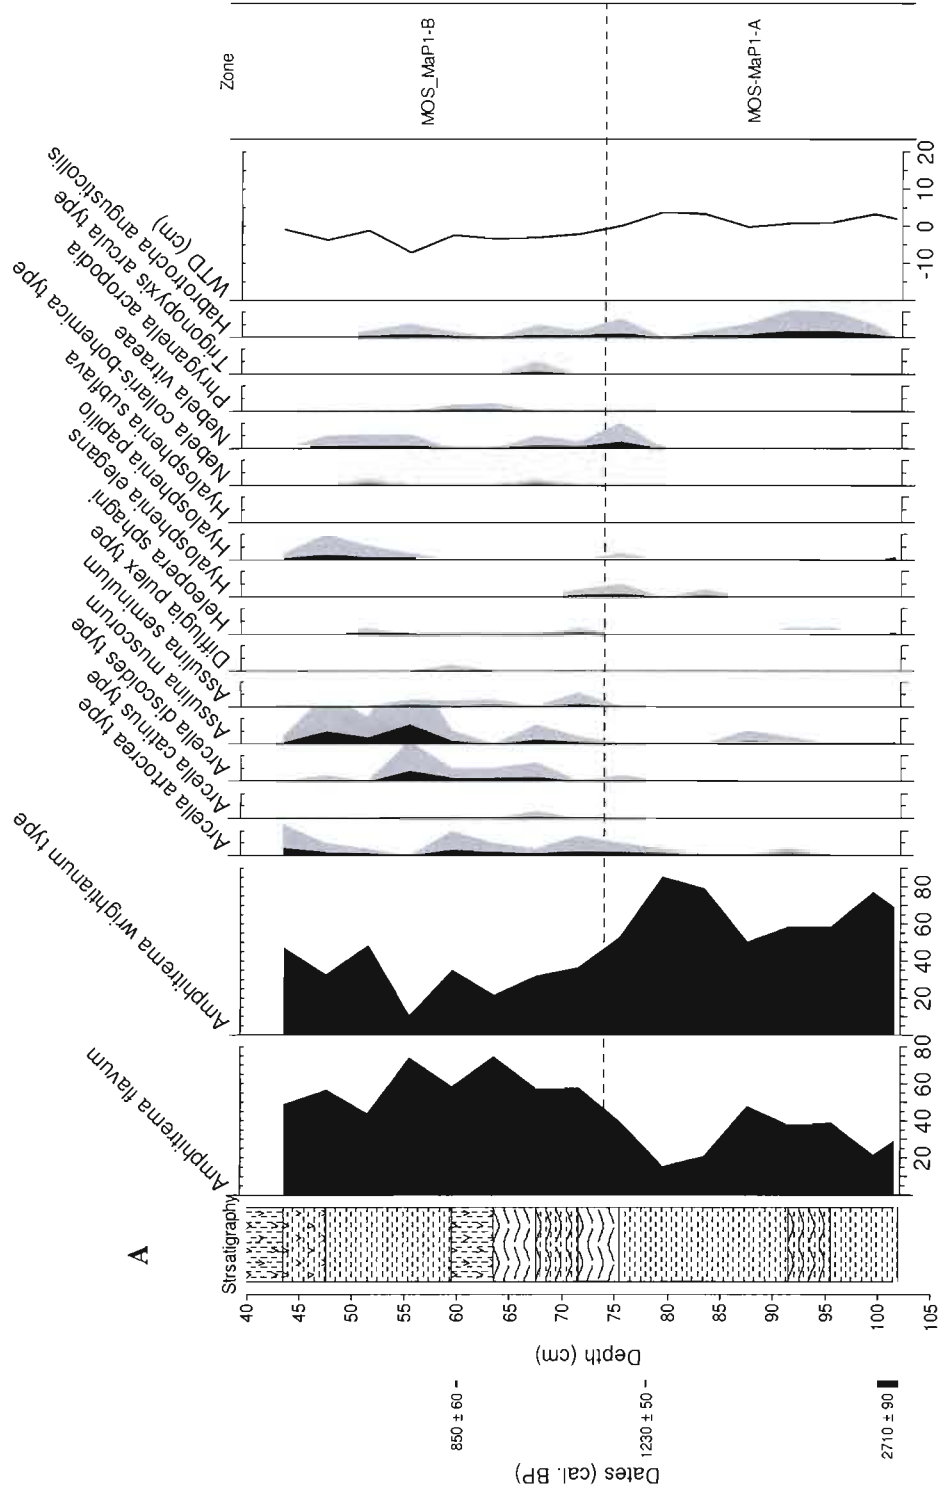 A
Dates (cal. BP)
850 ± 60
1230 ± 50
2710 ± 90
Depth (cm)
40
45
50
55
60
65
70
75
80
85
90
95
100
105
Strsatigraphy
Amphitrema flavum
20 40 60 80
Amphitrema wrightianum type
20 40 60 80
Arcella artocrea type
Arcella catinus type
Arcella discoides type
Assulina muscorum
Assulina seminulum
Difflugia pulex type
Heleopera sphagni
Hyalosphenia elegans
Hyalosphenia papilio
Hyalosphenia subflava
Nebela collaris-bohemica type
Nebela vitraeae
Phryganella acropodia
Trigonopyxis arcula type
Habrotrocha angusticollis
WTD (cm)
-10 0 10 20
Zone
MOS_MaP1-B
MOS-MaP1-A